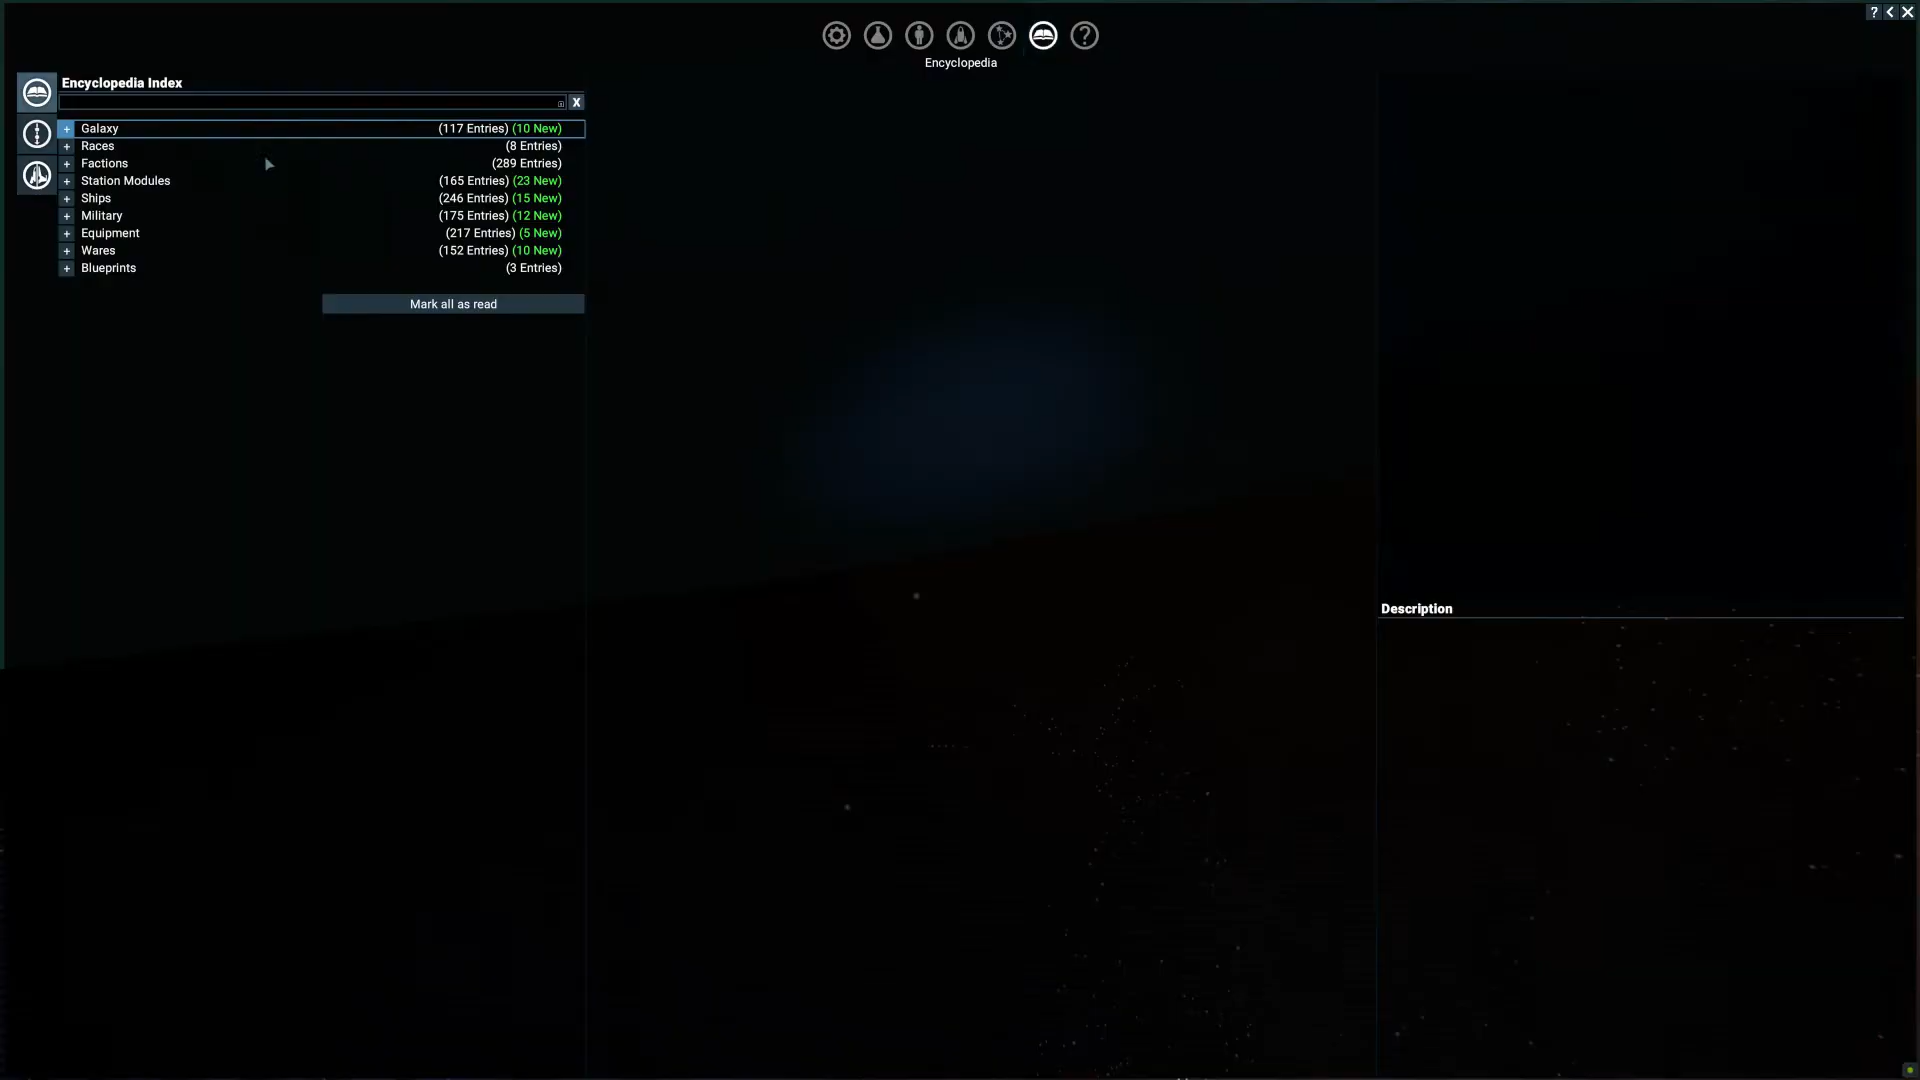 ? < X
?
Encyclopedia
Encyclopedia Index
X
+ Galaxy (117 Entries) (10 New)
+ Races (8 Entries)
+ Factions (289 Entries)
+ Station Modules (165 Entries) (23 New)
+ Ships (246 Entries) (15 New)
+ Military (175 Entries) (12 New)
+ Equipment (217 Entries) (5 New)
+ Wares (152 Entries) (10 New)
+ Blueprints (3 Entries)
Mark all as read
Description